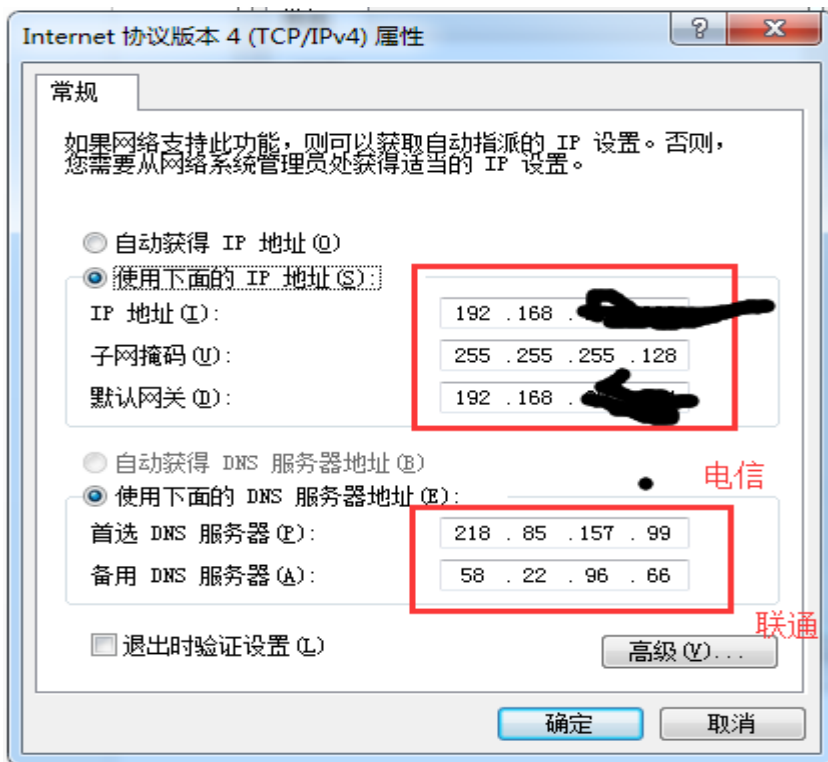 Internet 协议版本 4 (TCP/IPv4) 属性
常规
如果网络支持此功能，则可以获取自动指派的 IP 设置。否则，
您需要从网络系统管理员处获得适当的 IP 设置。
自动获得 IP 地址(O)
使用下面的 IP 地址(S):
IP 地址(I): 192 .168 .
子网掩码(U): 255 .255 .255 .128
默认网关(D): 192 .168 .
自动获得 DNS 服务器地址(B)
电信
使用下面的 DNS 服务器地址(E):
首选 DNS 服务器(P): 218 . 85 .157 . 99
备用 DNS 服务器(A): 58 . 22 . 96 . 66
联通
退出时验证设置(L)
高级(V)...
确定 取消